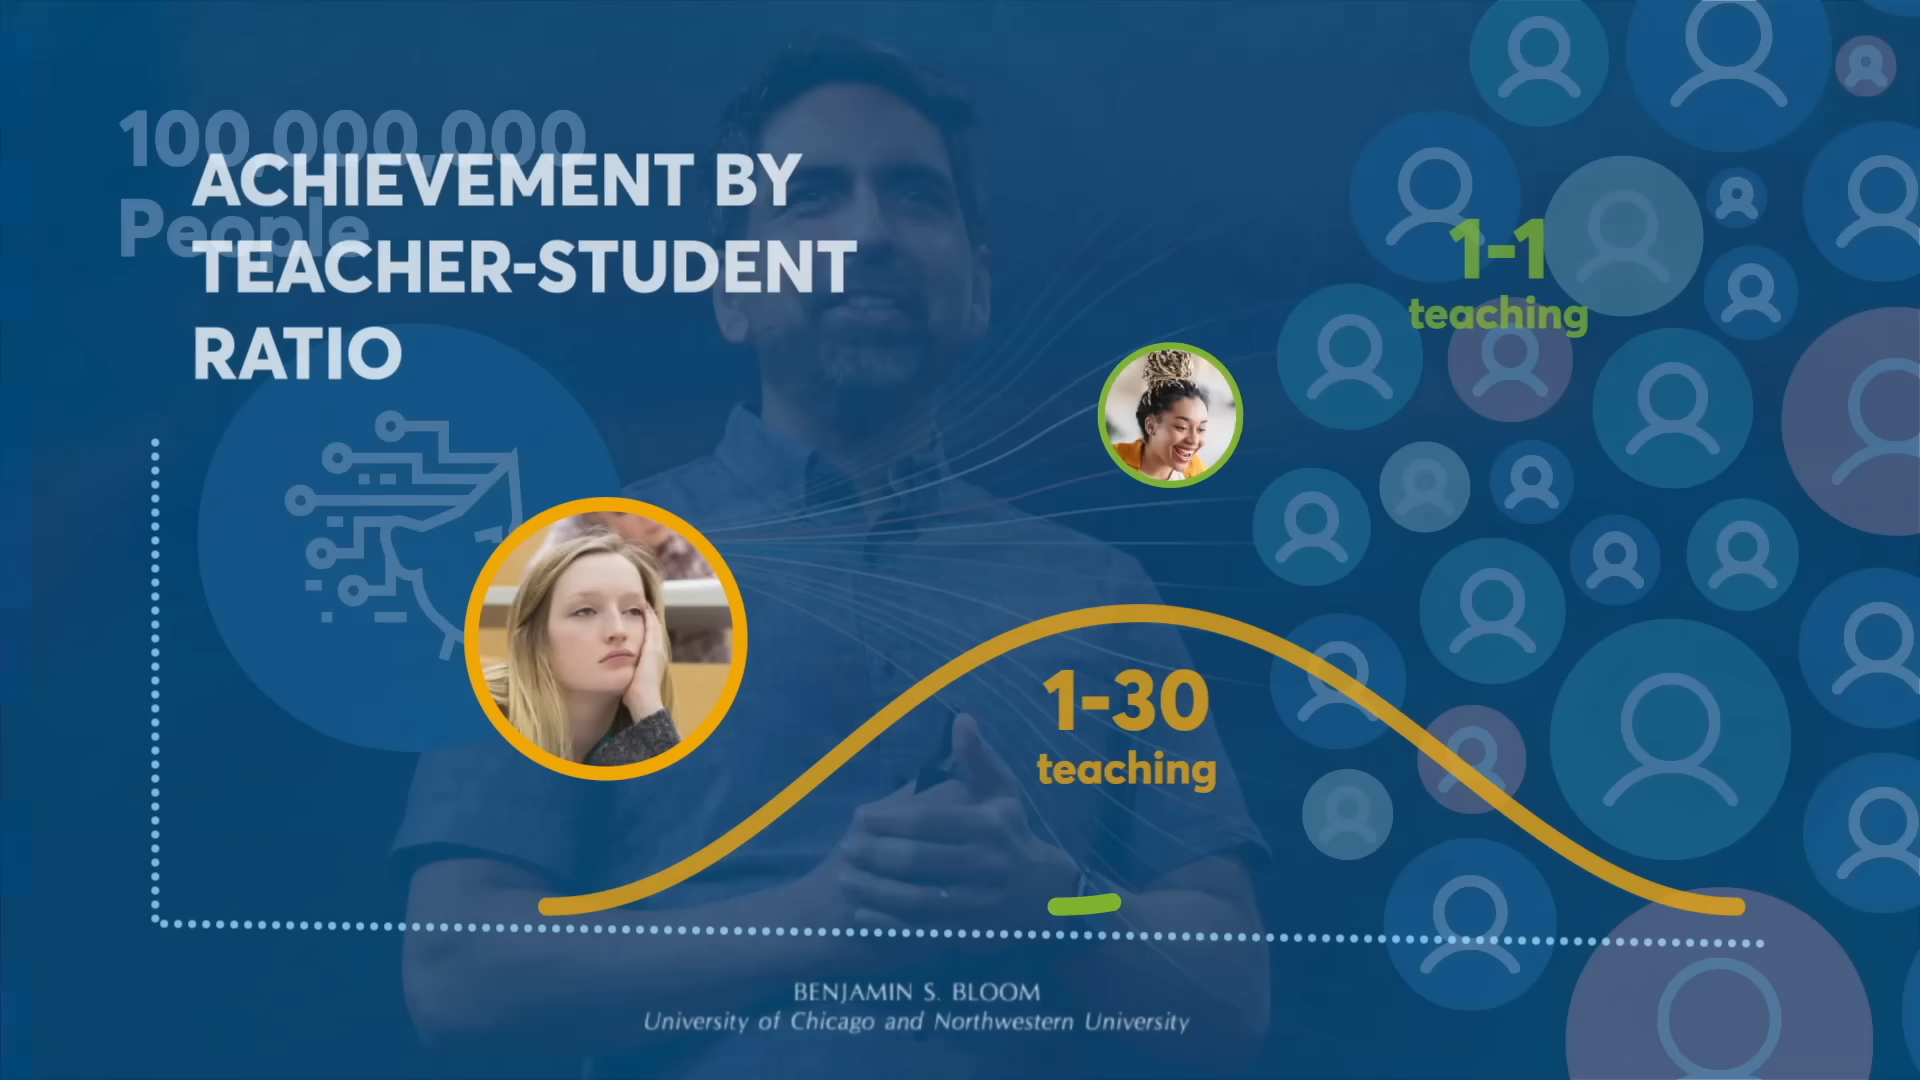 100,000,000
People
ACHIEVEMENT BY
TEACHER-STUDENT
RATIO
1-1
teaching
1-30
teaching
BENJAMIN S. BLOOM
University of Chicago and Northwestern University